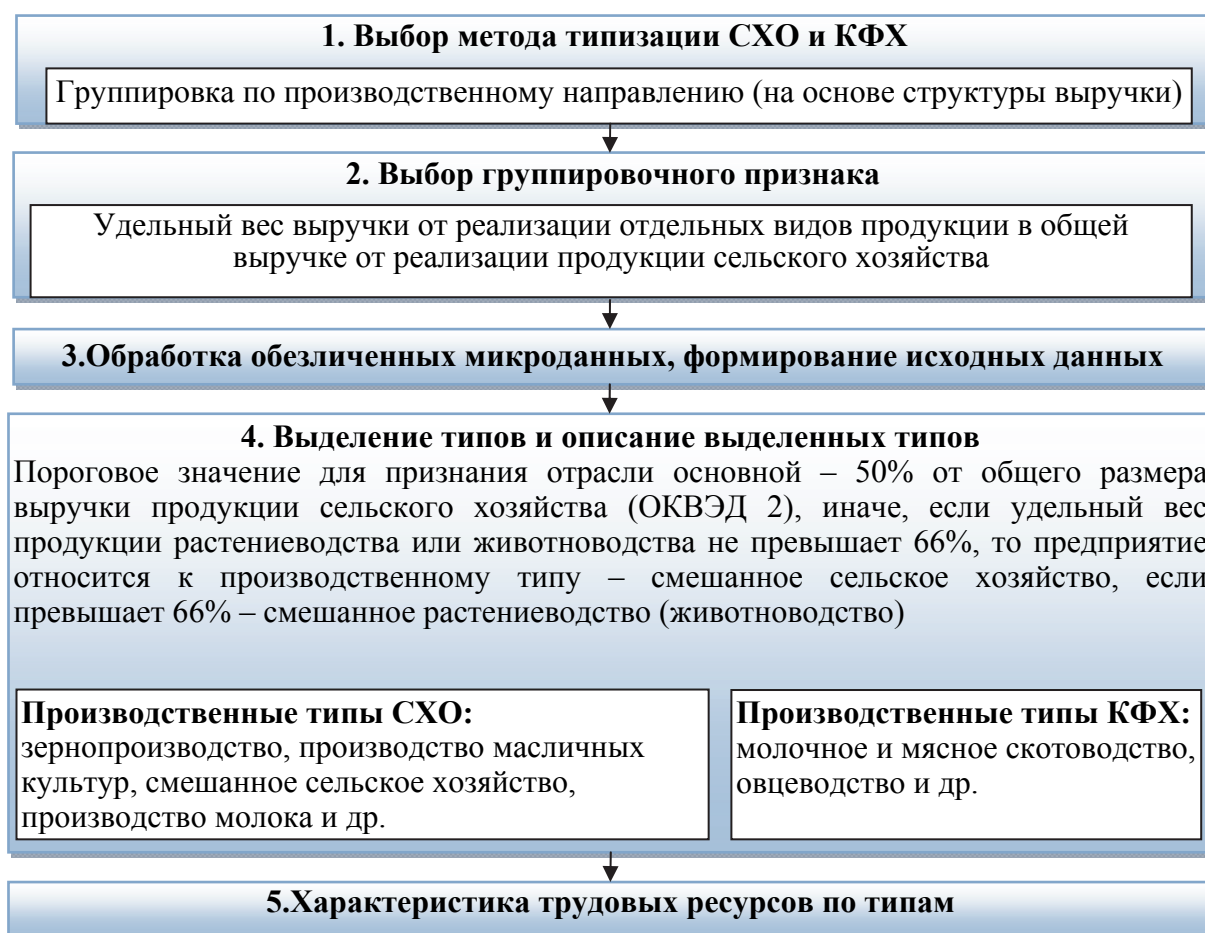 1. Выбор метода типизации СХО и КФХ
Группировка по производственному направлению (на основе структуры выручки)
2. Выбор группировочного признака
Удельный вес выручки от реализации отдельных видов продукции в общей
выручке от реализации продукции сельского хозяйства
3.Обработка обезличенных микроданных, формирование исходных данных
4. Выделение типов и описание выделенных типов
Пороговое значение для признания отрасли основной – 50% от общего размера
выручки продукции сельского хозяйства (ОКВЭД 2), иначе, если удельный вес
продукции растениеводства или животноводства не превышает 66%, то предприятие
относится к производственному типу – смешанное сельское хозяйство, если
превышает 66% – смешанное растениеводство (животноводство)
Производственные типы СХО:
зернопроизводство, производство масличных
культур, смешанное сельское хозяйство,
производство молока и др.
Производственные типы КФХ:
молочное и мясное скотоводство,
овцеводство и др.
5.Характеристика трудовых ресурсов по типам